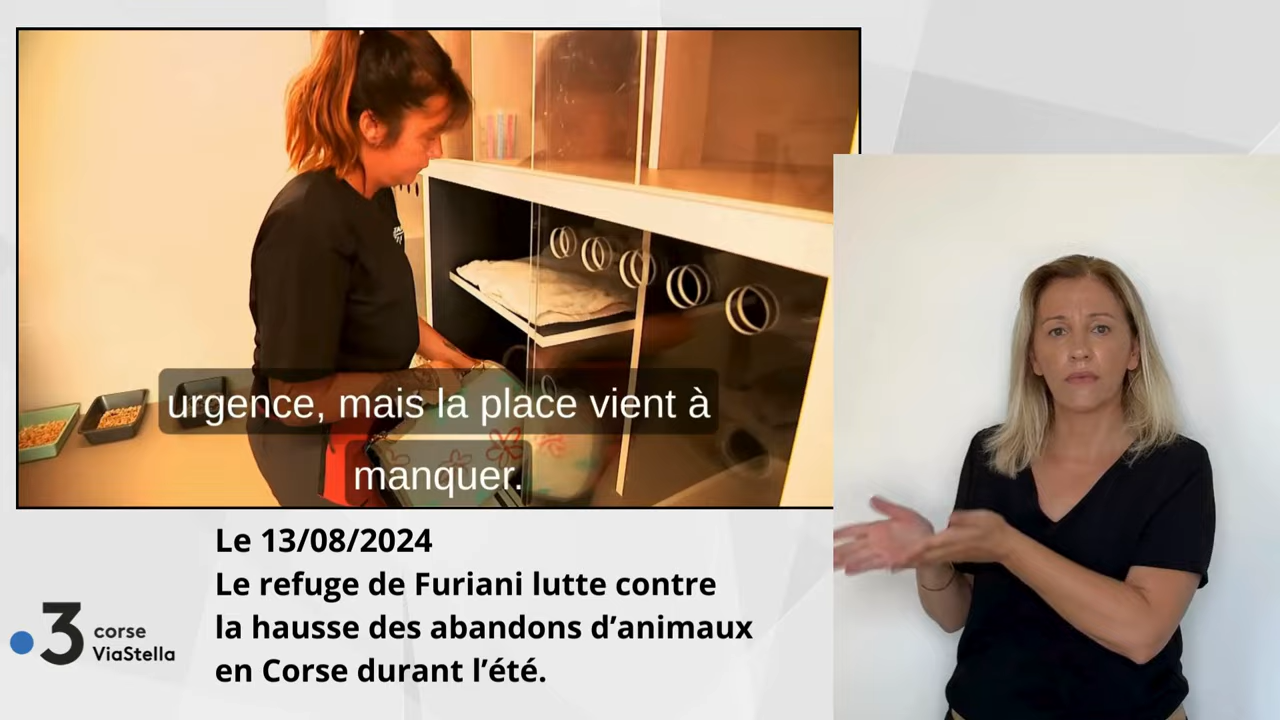 urgence, mais la place vient à
manquer.
Le 13/08/2024
Le refuge de Furiani lutte contre
la hausse des abandons d’animaux
en Corse durant l’été.
3 corse
ViaStella